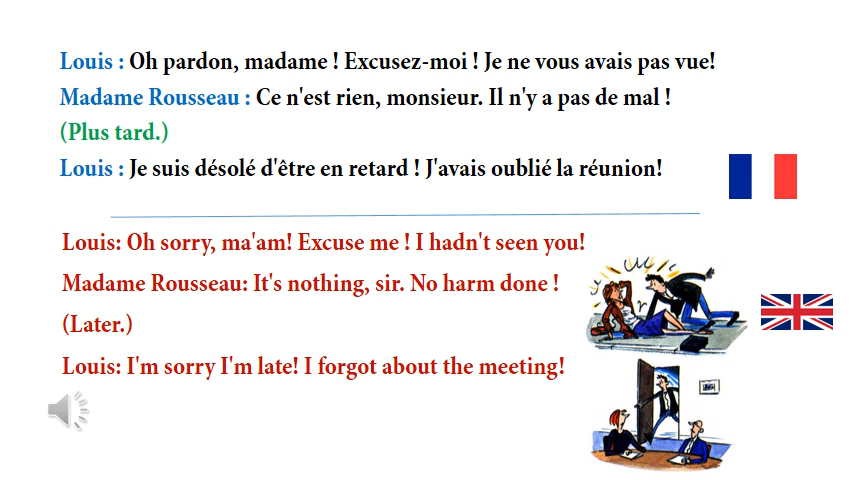 Louis : Oh pardon, madame ! Excusez-moi ! Je ne vous avais pas vue!
Madame Rousseau : Ce n'est rien, monsieur. Il n'y a pas de mal !
(Plus tard.)
Louis : Je suis désolé d'être en retard ! J'avais oublié la réunion!
Louis: Oh sorry, ma'am! Excuse me ! I hadn't seen you!
Madame Rousseau: It's nothing, sir. No harm done !
(Later.)
Louis: I'm sorry I'm late! I forgot about the meeting!